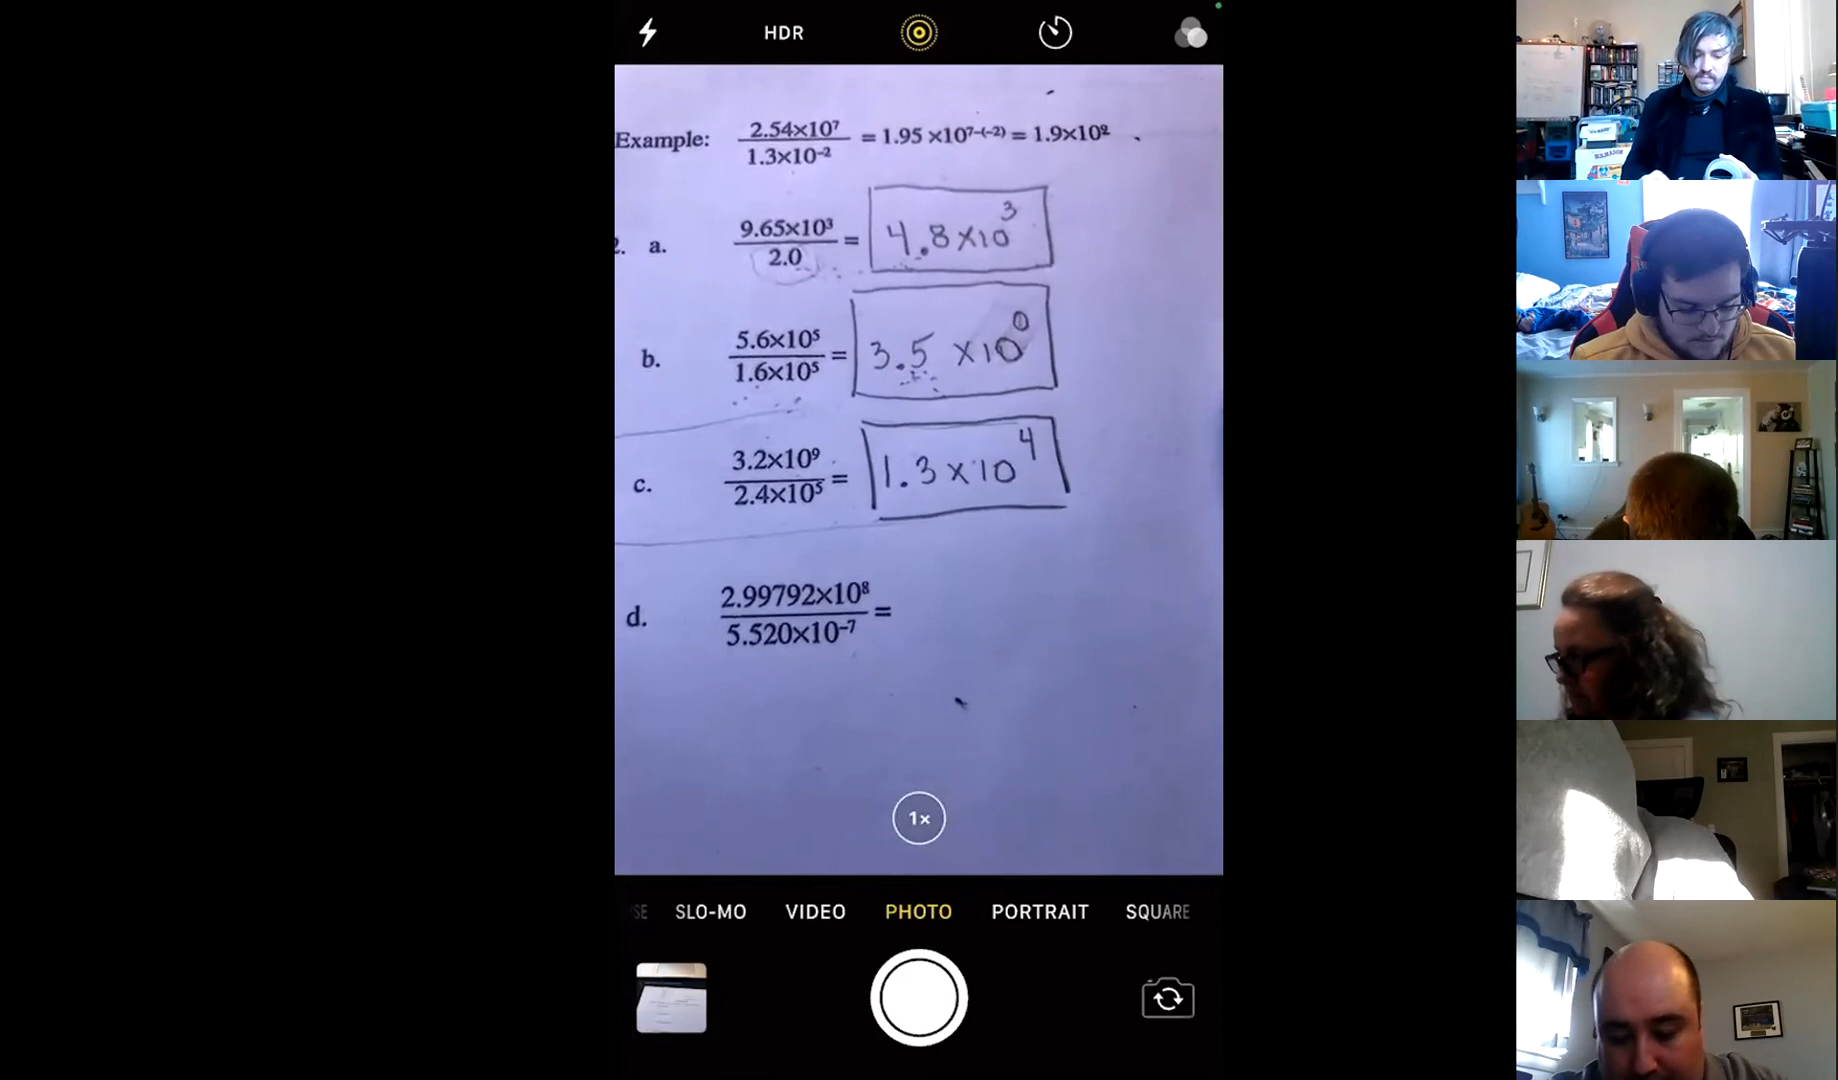 HDR
Example: 2.54×10⁷ / 1.3×10⁻² = 1.95 ×10⁷⁻⁽⁻²⁾ = 1.9×10⁹
2. a. 9.65×10³ / 2.0 = 4.8×10³
b. 5.6×10⁵ / 1.6×10⁵ = 3.5 ×10⁰
c. 3.2×10⁹ / 2.4×10⁵ = 1.3×10⁴
d. 2.99792×10⁸ / 5.520×10⁻⁷ =
1×
SE SLO-MO VIDEO PHOTO PORTRAIT SQUARE